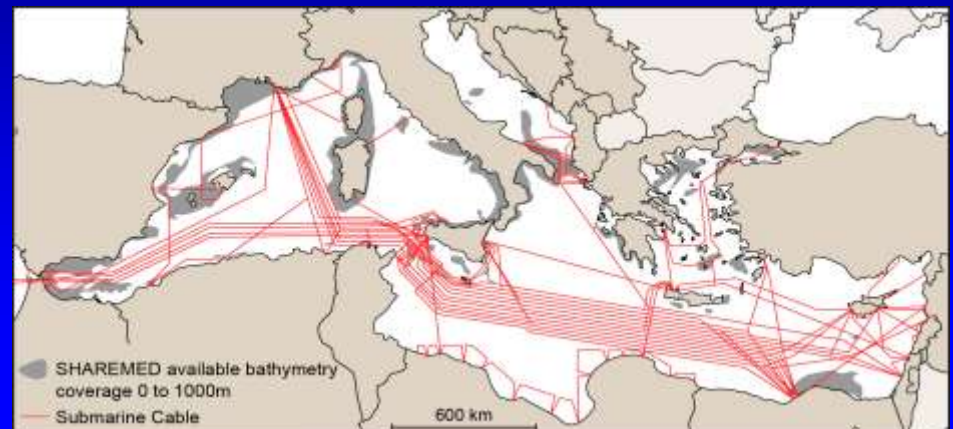 SHAREMED available bathymetry
coverage 0 to 1000m
Submarine Cable
600 km